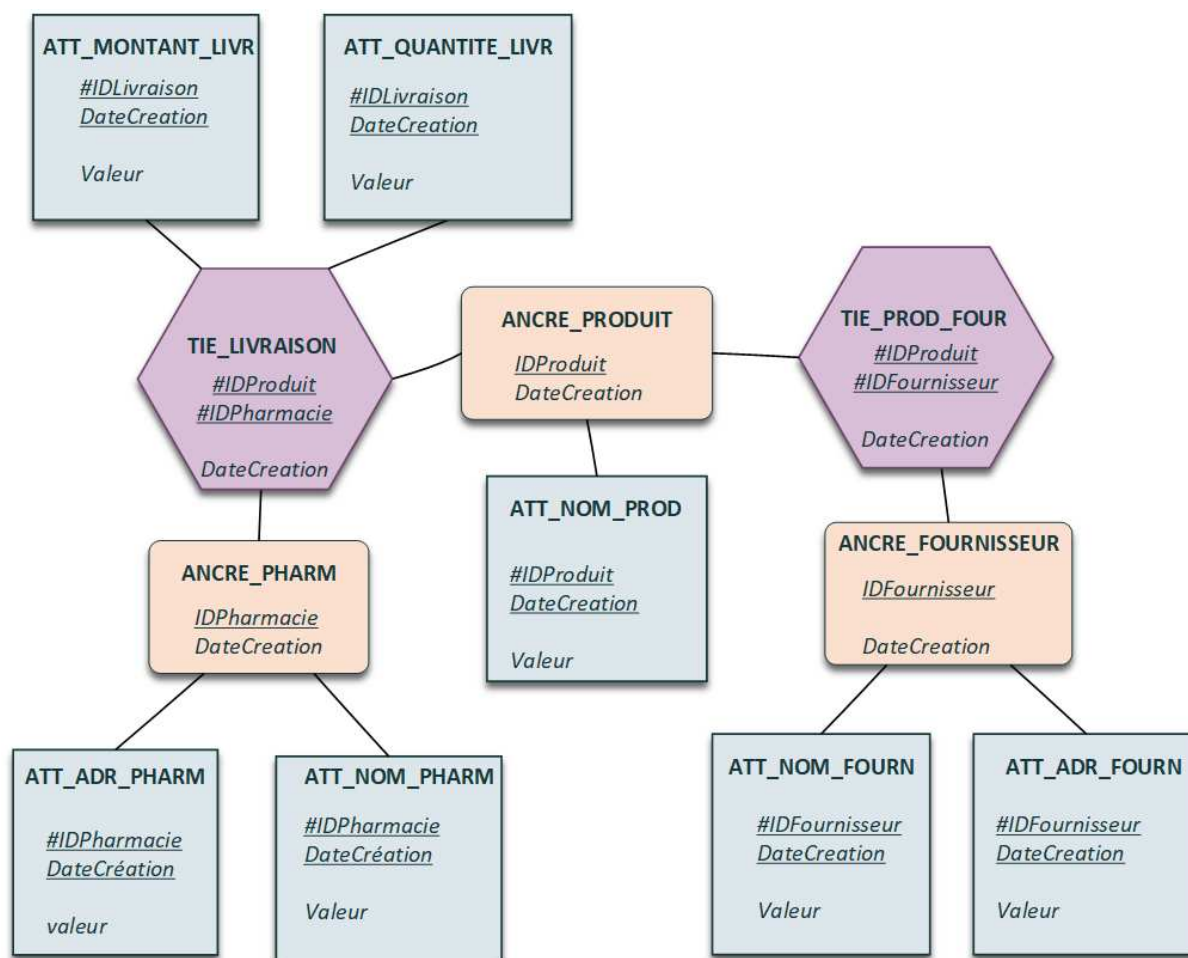 ATT_MONTANT_LIVR
#IDLivraison
DateCreation
Valeur
ATT_QUANTITE_LIVR
#IDLivraison
DateCreation
Valeur
TIE_LIVRAISON
#IDProduit
#IDPharmacie
DateCreation
ANCRE_PRODUIT
IDProduit
DateCreation
TIE_PROD_FOUR
#IDProduit
#IDFournisseur
DateCreation
ANCRE_PHARM
IDPharmacie
DateCreation
ATT_NOM_PROD
#IDProduit
DateCreation
Valeur
ANCRE_FOURNISSEUR
IDFournisseur
DateCreation
ATT_ADR_PHARM
#IDPharmacie
DateCréation
valeur
ATT_NOM_PHARM
#IDPharmacie
DateCréation
Valeur
ATT_NOM_FOURN
#IDFournisseur
DateCreation
Valeur
ATT_ADR_FOURN
#IDFournisseur
DateCreation
Valeur